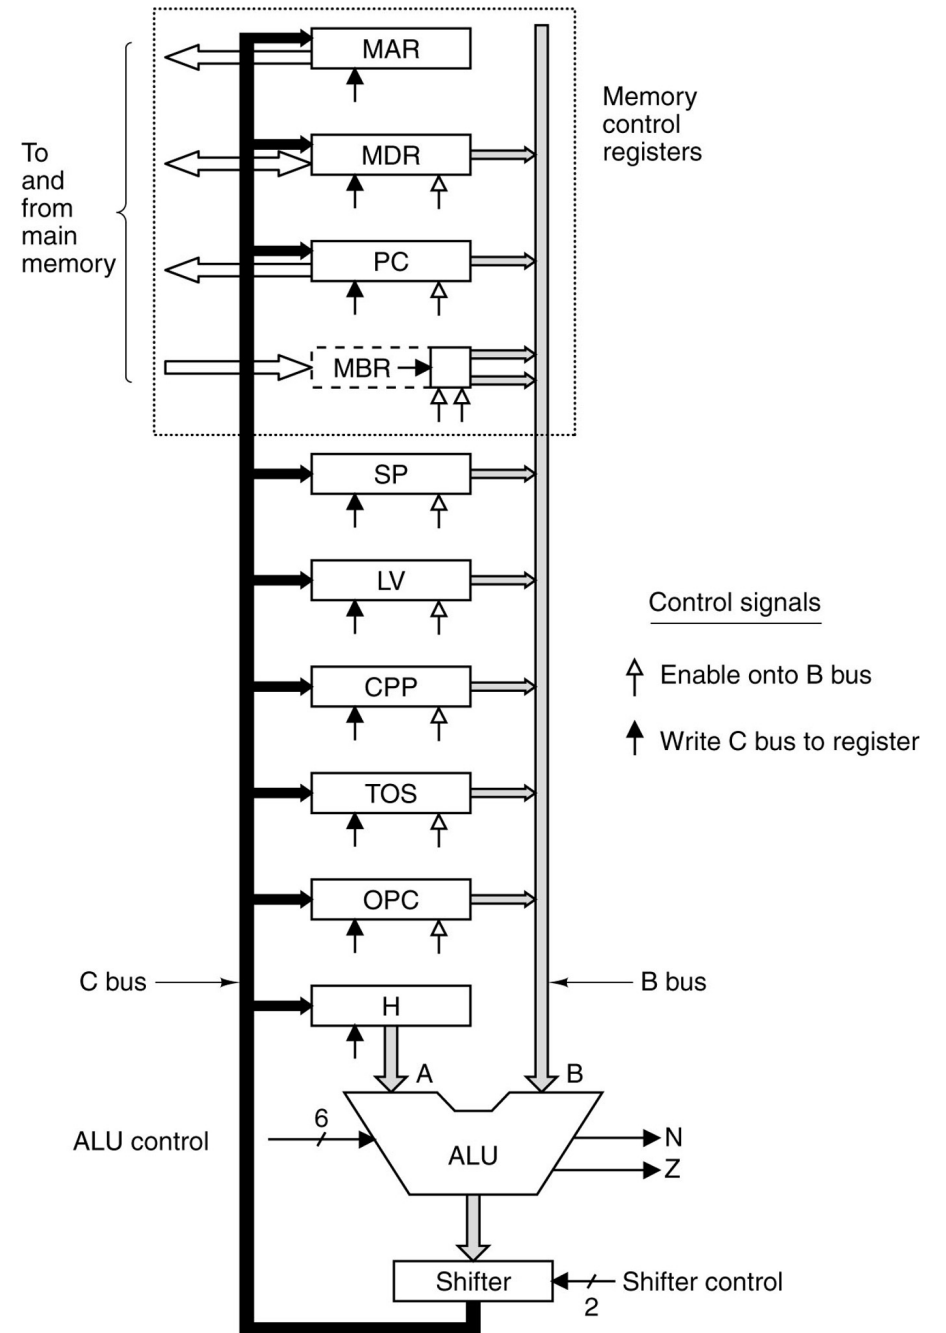 MAR
Memory
control
registers
To
and
from
main
memory
MDR
PC
MBR
SP
LV
Control signals
Enable onto B bus
CPP
Write C bus to register
TOS
OPC
C bus
B bus
H
A
B
6
ALU control
N
ALU
Z
Shifter
Shifter control
2